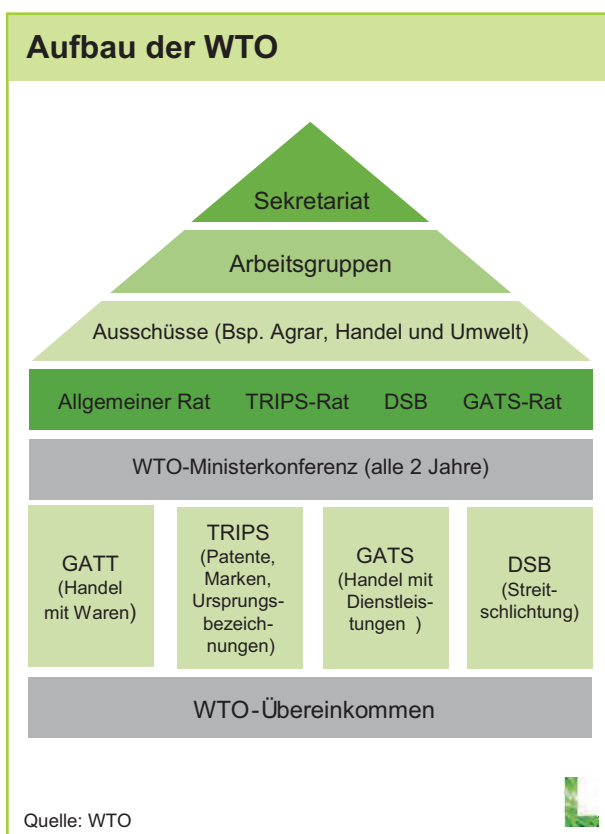 Aufbau der WTO
Sekretariat
Arbeitsgruppen
Ausschüsse (Bsp. Agrar, Handel und Umwelt)
Allgemeiner Rat TRIPS-Rat DSB GATS-Rat
WTO-Ministerkonferenz (alle 2 Jahre)
GATT
(Handel
mit Waren)
TRIPS
(Patente,
Marken,
Ursprungs-
bezeich-
nungen)
GATS
(Handel mit
Dienstleis-
tungen )
DSB
(Streit-
schlichtung)
WTO-Übereinkommen
Quelle: WTO